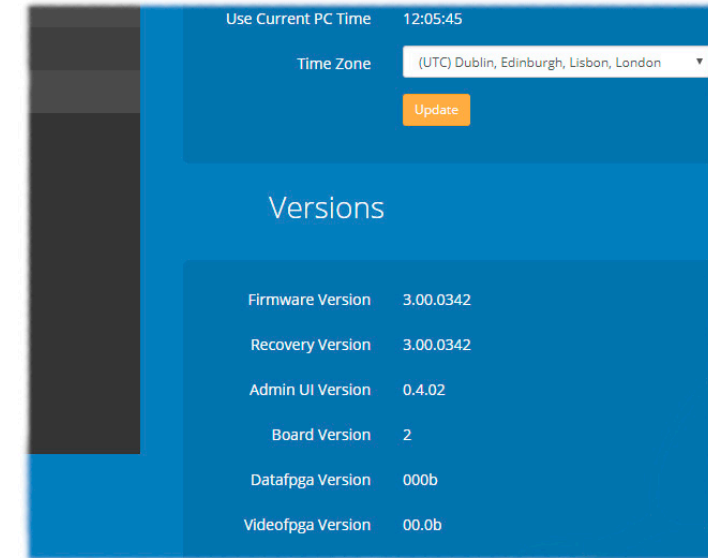 Use Current PC Time 12:05:45
Time Zone (UTC) Dublin, Edinburgh, Lisbon, London
Update
Versions
Firmware Version 3.00.0342
Recovery Version 3.00.0342
Admin UI Version 0.4.02
Board Version 2
Datafpga Version 000b
Videofpga Version 00.0b